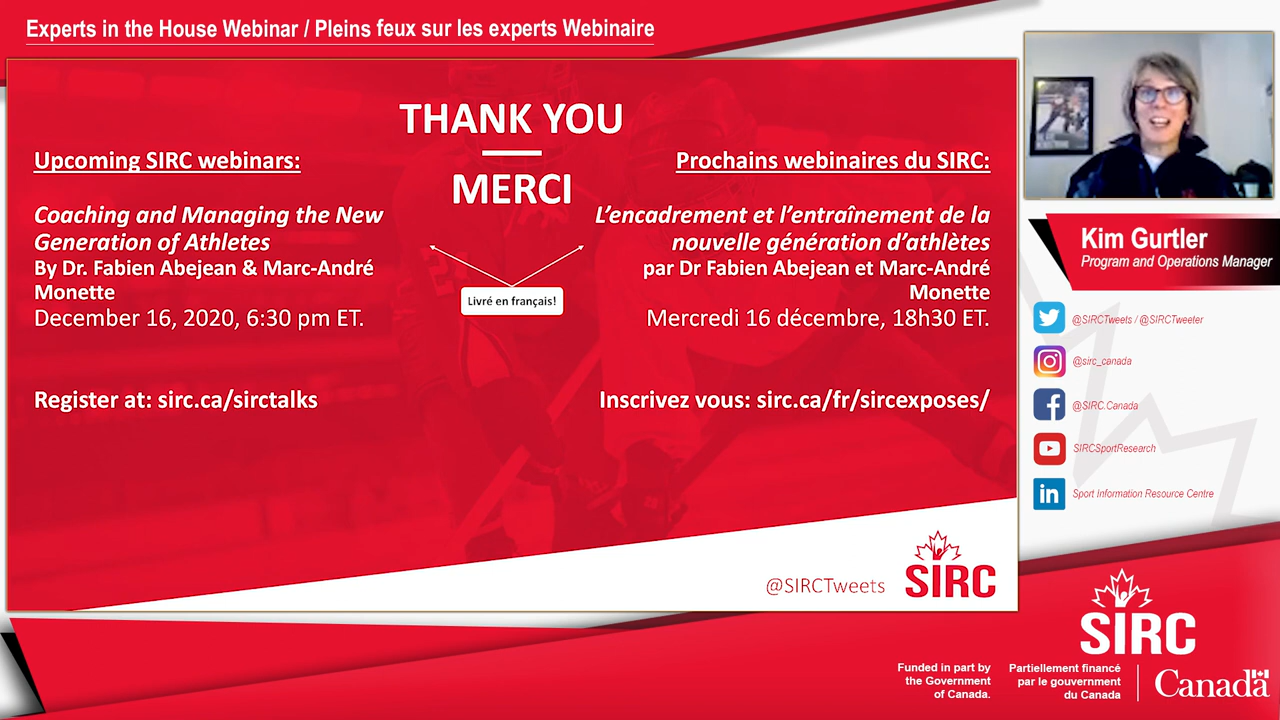 Experts in the House Webinar / Pleins feux sur les experts Webinaire
THANK YOU
MERCI
Upcoming SIRC webinars:
Coaching and Managing the New
Generation of Athletes
By Dr. Fabien Abejean & Marc-André
Monette
December 16, 2020, 6:30 pm ET.
Register at: sirc.ca/sirctalks
Livré en français!
Prochains webinaires du SIRC:
L'encadrement et l'entraînement de la
nouvelle génération d'athlètes
par Dr Fabien Abejean et Marc-André
Monette
Mercredi 16 décembre, 18h30 ET.
Inscrivez vous: sirc.ca/fr/sircexposes/
@SIRCTweets
SIRC
Kim Gurtler
Program and Operations Manager
@SIRCTweets / @SIRCTweeter
@sirc_canada
@SIRC.Canada
SIRCSportResearch
in
Sport Information Resource Centre
SIRC
Funded in part by
the Government
of Canada.
Partiellement financé
par le gouvernment
du Canada
Canada